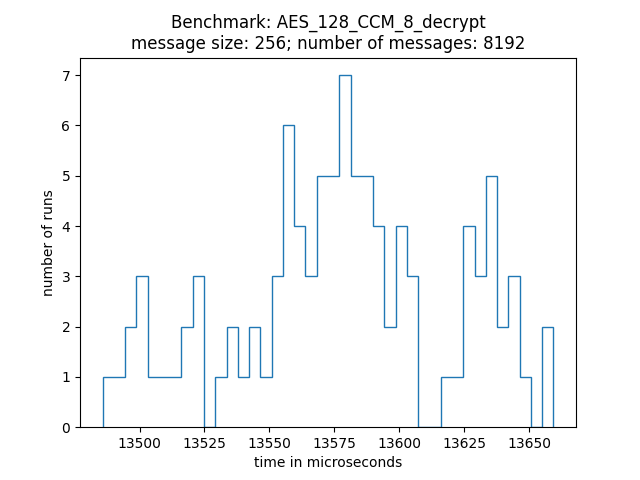 Benchmark: AES_128_CCM_8_decrypt
message size: 256; number of messages: 8192
number of runs
7
6
5
4
3
2
1
0
13500 13525 13550 13575 13600 13625 13650
time in microseconds